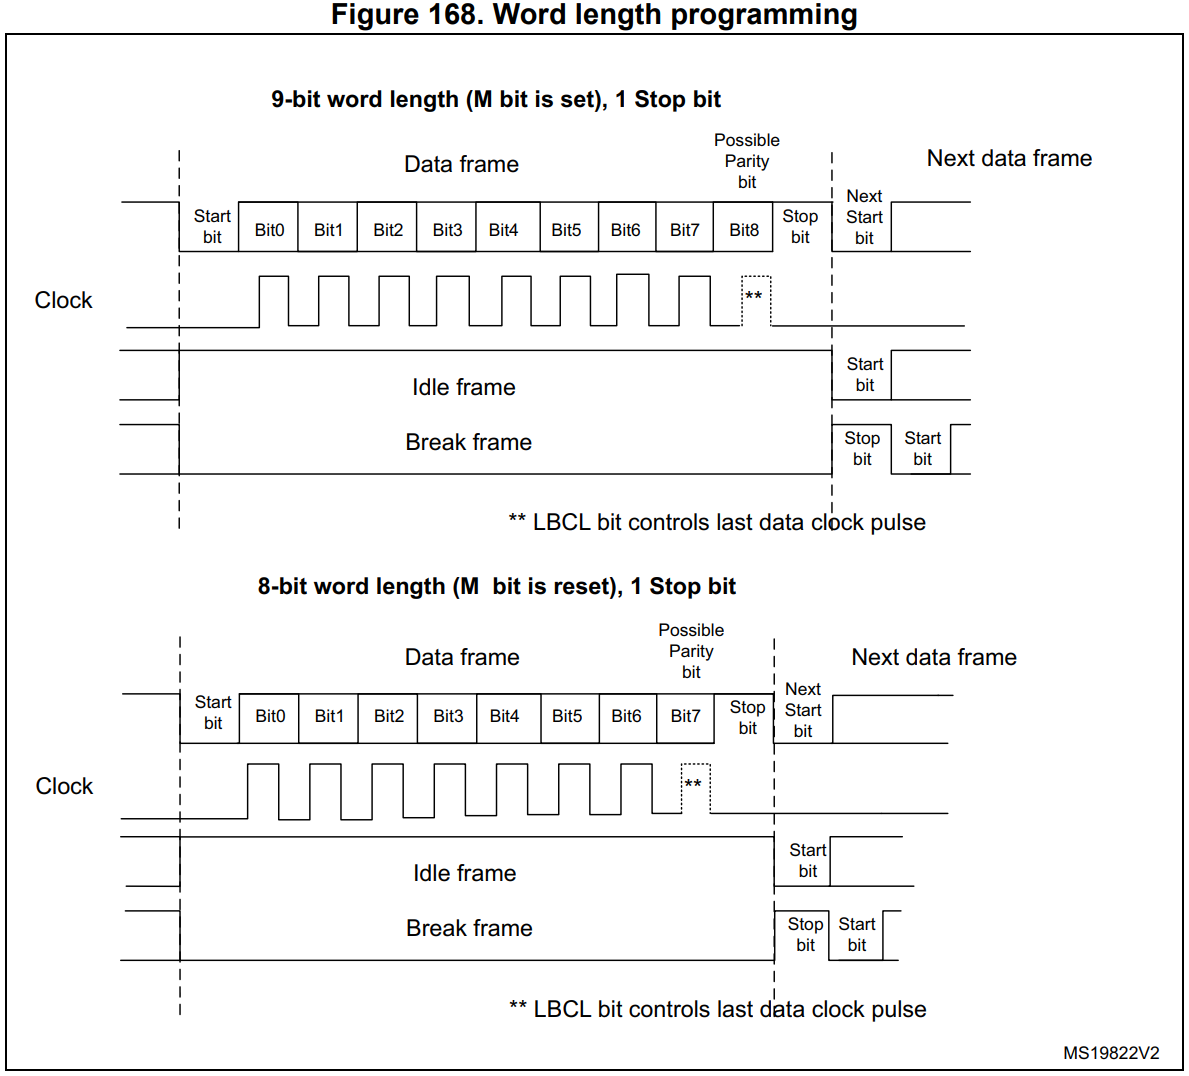 Figure 168. Word length programming
9-bit word length (M bit is set), 1 Stop bit
Data frame
Possible
Parity
bit
Next data frame
Start
bit
Bit0
Bit1
Bit2
Bit3
Bit4
Bit5
Bit6
Bit7
Bit8
Stop
bit
Next
Start
bit
Clock
**
Idle frame
Start
bit
Break frame
Stop
bit
Start
bit
** LBCL bit controls last data clock pulse
8-bit word length (M  bit is reset), 1 Stop bit
Data frame
Possible
Parity
bit
Next data frame
Start
bit
Bit0
Bit1
Bit2
Bit3
Bit4
Bit5
Bit6
Bit7
Stop
bit
Next
Start
bit
Clock
**
Idle frame
Start
bit
Break frame
Stop
bit
Start
bit
** LBCL bit controls last data clock pulse
MS19822V2